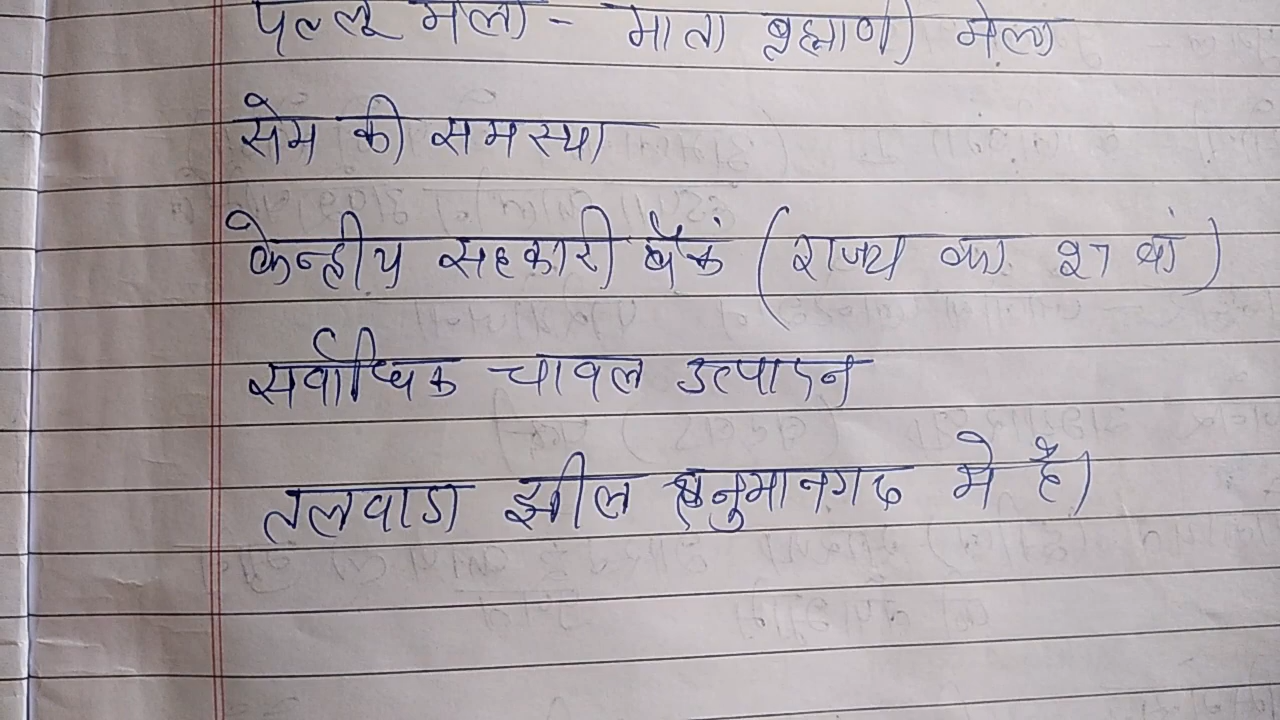 पल्लू मेला - माता ब्रह्माणी मेला
सेम की समस्या
केन्द्रीय सहकारी बैंक (राज्य का 27 वां)
सर्वाधिक चावल उत्पादन
तलवाडा झील हनुमानगढ मे है।